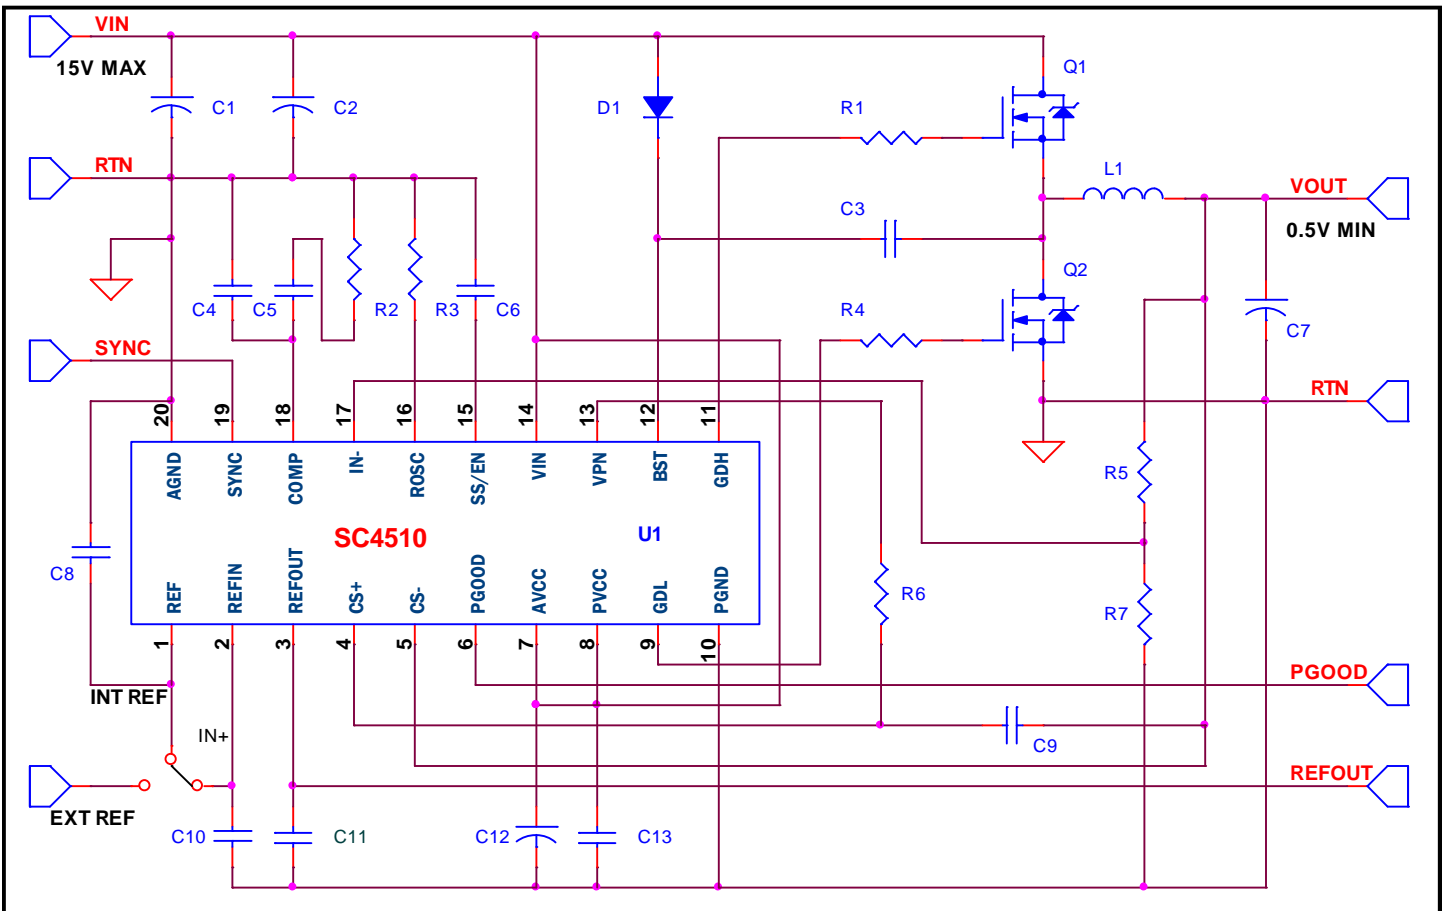 VIN
15V MAX
C1
C2
D1
R1
Q1
RTN
L1
VOUT
C3
0.5V MIN
Q2
C4
C5
R2
R3
C6
R4
C7
SYNC
RTN
20
19
18
17
16
15
14
13
12
11
AGND
SYNC
COMP
IN-
ROSC
SS/EN
VIN
VPN
BST
GDH
R5
SC4510
U1
C8
REF
REFIN
REFOUT
CS+
CS-
PGOOD
AVCC
PVCC
GDL
PGND
R6
R7
1
2
3
4
5
6
7
8
9
10
PGOOD
INT REF
IN+
C9
REFOUT
EXT REF
C10
C11
C12
C13